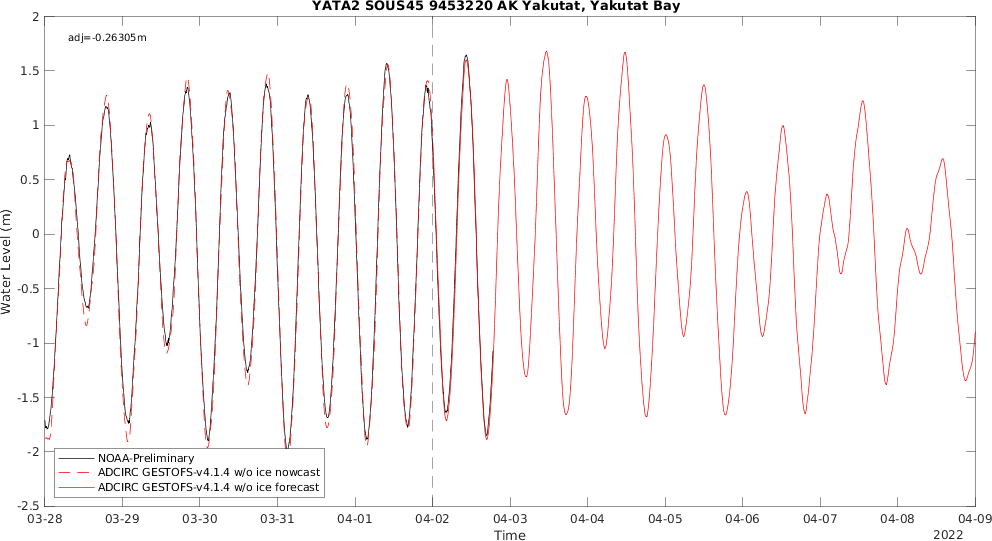 YATA2 SOUS45 9453220 AK Yakutat, Yakutat Bay
adj=-0.26305m
2
1.5
1
0.5
0
-0.5
-1
-1.5
-2
-2.5
Water Level (m)
NOAA-Preliminary
ADCIRC GESTOFS-v4.1.4 w/o ice nowcast
ADCIRC GESTOFS-v4.1.4 w/o ice forecast
03-28 03-29 03-30 03-31 04-01 04-02 04-03 04-04 04-05 04-06 04-07 04-08 04-09
Time
2022